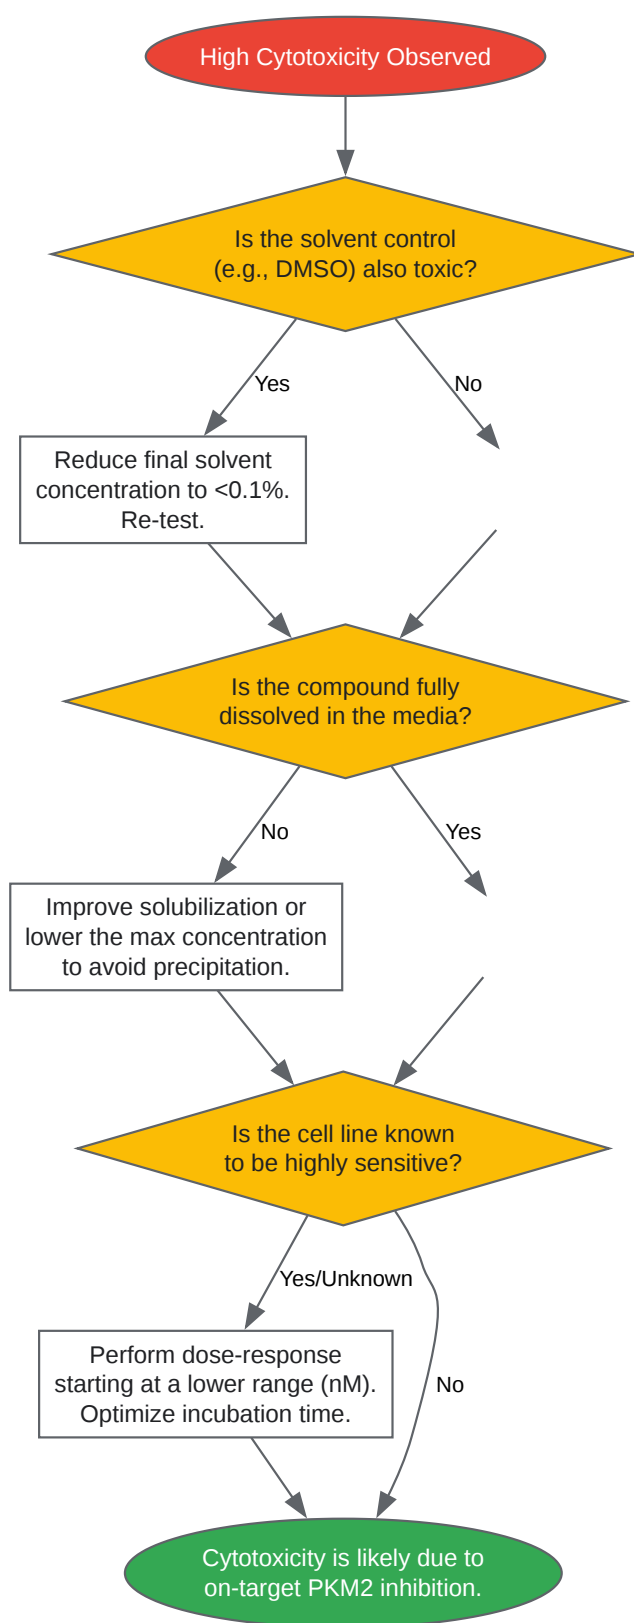 High Cytotoxicity Observed
Is the solvent control
(e.g., DMSO) also toxic?
Yes
No
Reduce final solvent
concentration to <0.1%.
Re-test.
Is the compound fully
dissolved in the media?
No
Yes
Improve solubilization or
lower the max concentration
to avoid precipitation.
Is the cell line known
to be highly sensitive?
Yes/Unknown
Perform dose-response
starting at a lower range (nM).
Optimize incubation time.
No
Cytotoxicity is likely due to
on-target PKM2 inhibition.